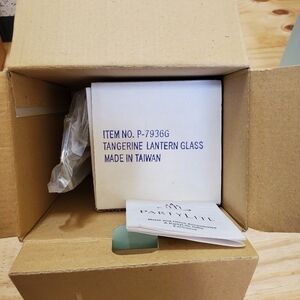 ITEM NO. P-7936G
TANGERINE LANTERN GLASS
MADE IN TAIWAN
PARTYLITE